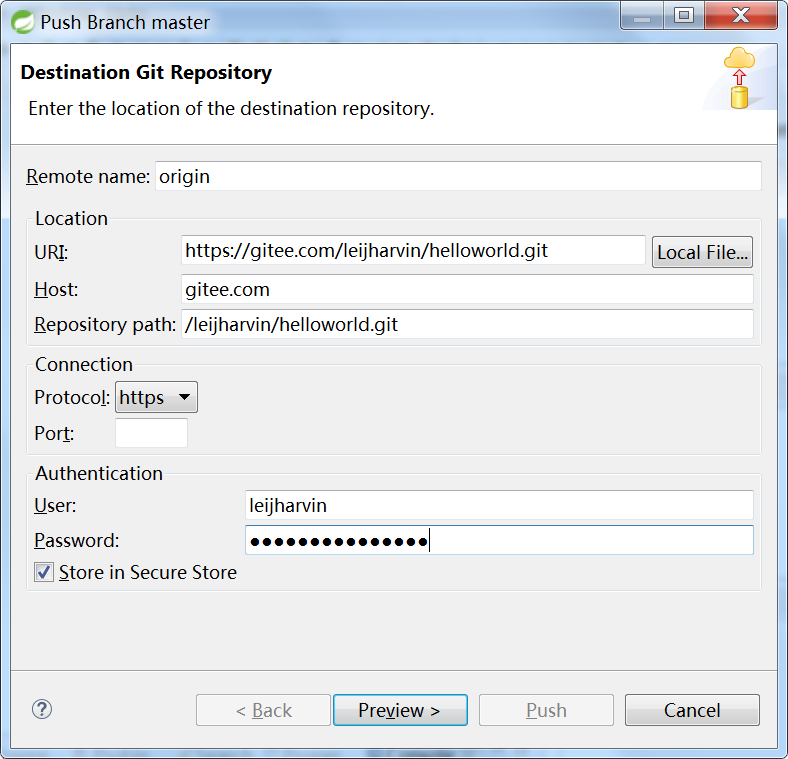 Push Branch master
Destination Git Repository
Enter the location of the destination repository.
Remote name: origin
Location
URI: https://gitee.com/leijharvin/helloworld.git Local File...
Host: gitee.com
Repository path: /leijharvin/helloworld.git
Connection
Protocol: https
Port:
Authentication
User: leijharvin
Password: ●●●●●●●●●●●●●●●
Store in Secure Store
? < Back Preview > Push Cancel